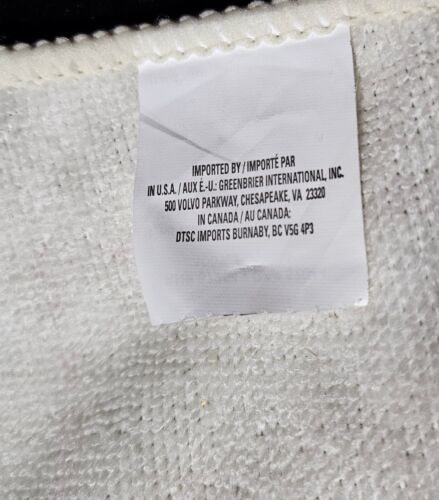 IMPORTED BY / IMPORTÉ PAR
IN U.S.A. / AUX É.-U.: GREENBRIER INTERNATIONAL, INC.
500 VOLVO PARKWAY, CHESAPEAKE, VA 23320
IN CANADA / AU CANADA:
DTSC IMPORTS BURNABY, BC V5G 4P3